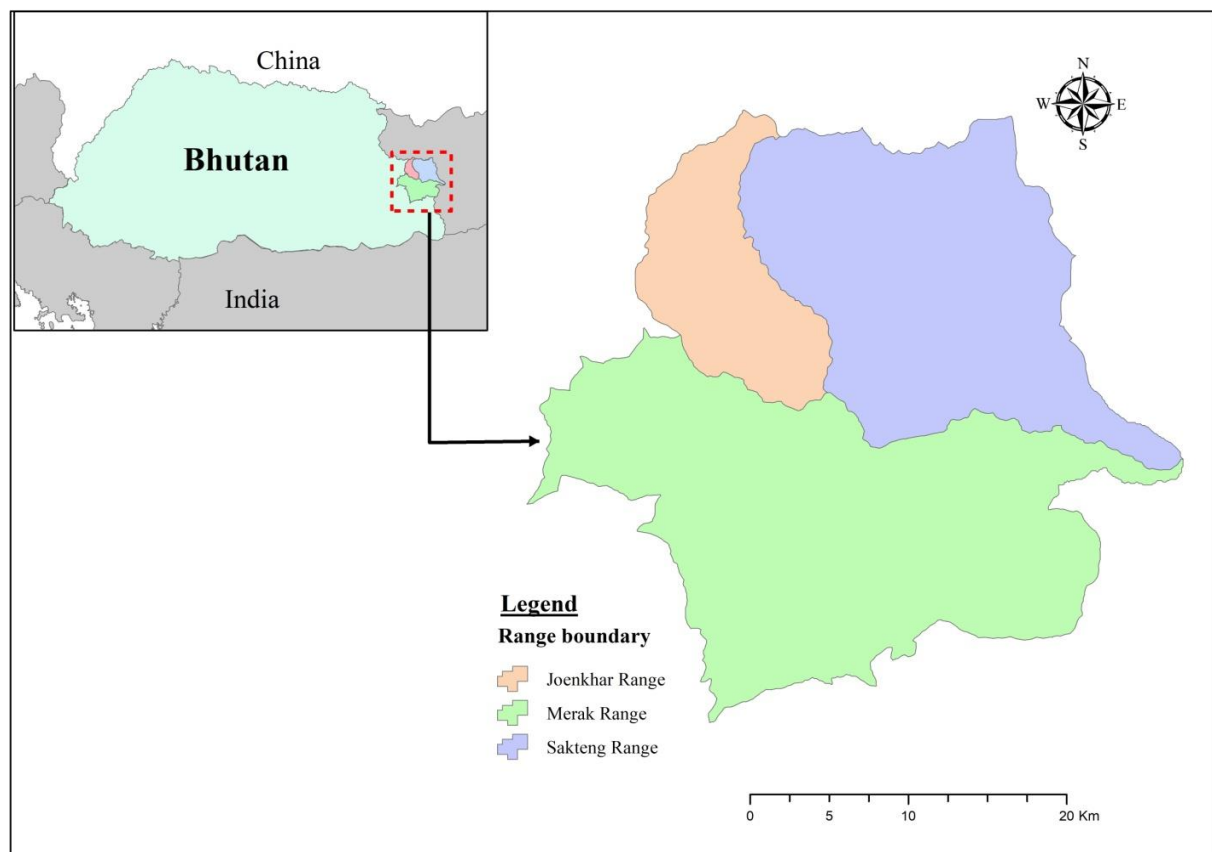 China
Bhutan
India
N
W E
S
Legend
Range boundary
Joenkhar Range
Merak Range
Sakteng Range
0 5 10 20 Km